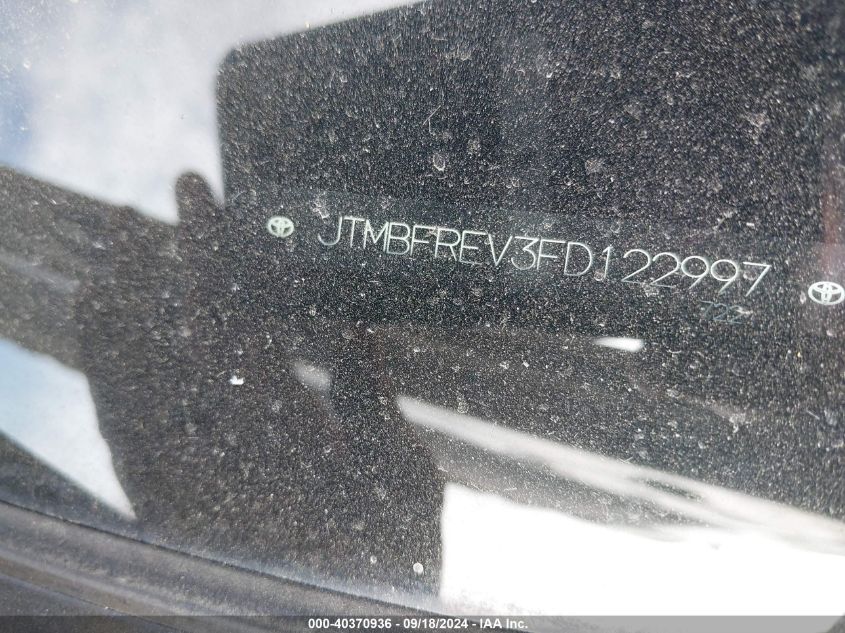 JTMBFREV3FD122997
722
000-40370936 - 09/18/2024 - IAA Inc.